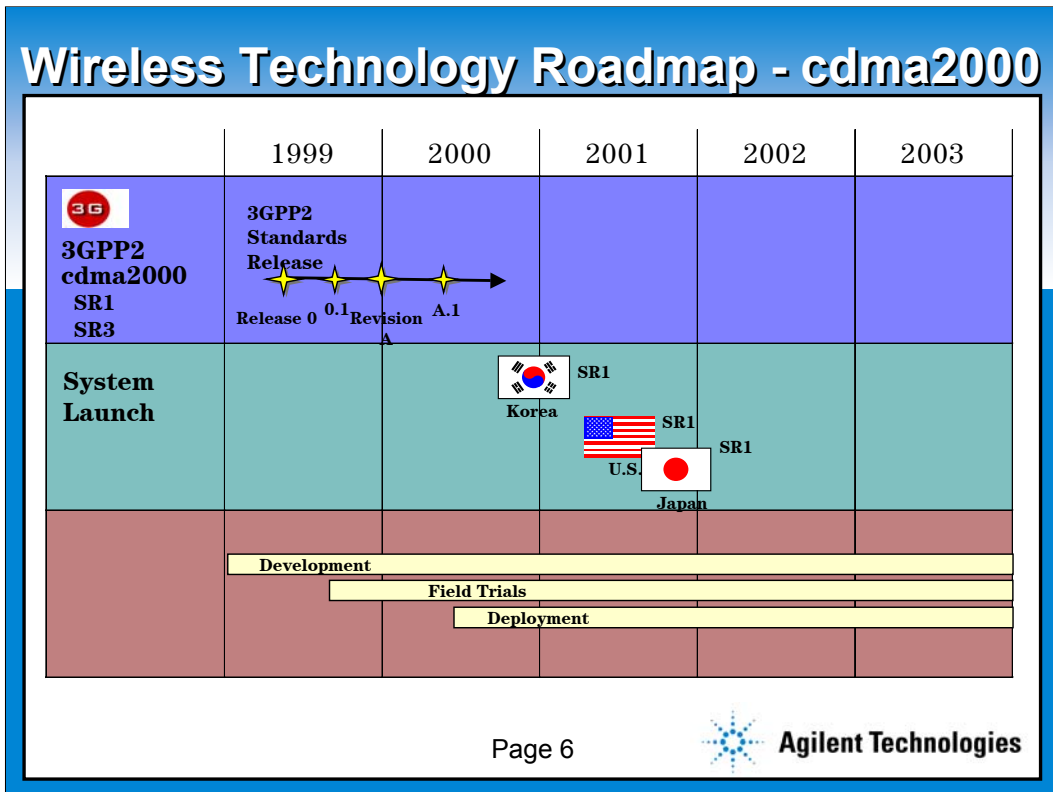 Wireless Technology Roadmap - cdma2000
1999 2000 2001 2002 2003
3G
3GPP2
cdma2000
SR1
SR3
3GPP2
Standards
Release
Release 0 0.1 Revision A.1
A
System
Launch
SR1
Korea
SR1
U.S.
SR1
Japan
Development
Field Trials
Deployment
Page 6
Agilent Technologies